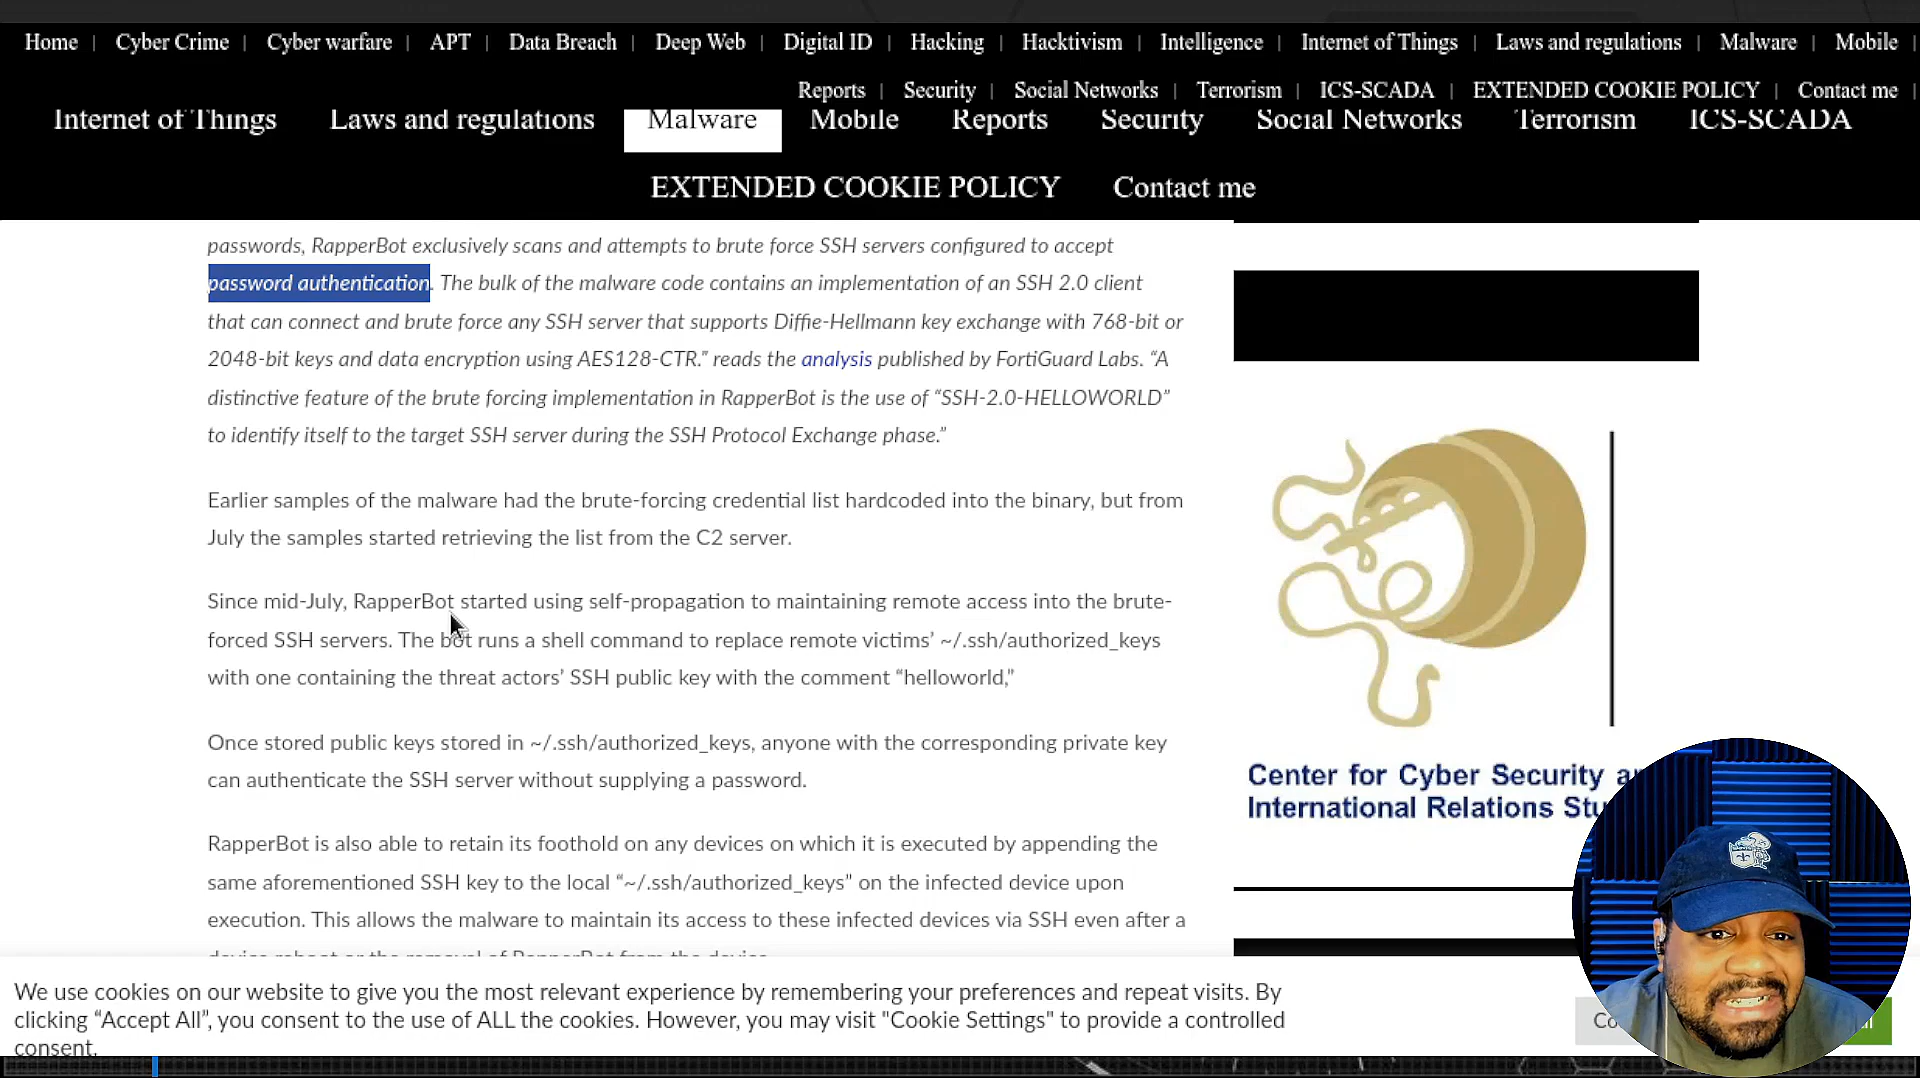 Home | Cyber Crime | Cyber warfare | APT | Data Breach | Deep Web | Digital ID | Hacking | Hacktivism | Intelligence | Internet of Things | Laws and regulations | Malware | Mobile |
Reports | Security | Social Networks | Terrorism | ICS-SCADA | EXTENDED COOKIE POLICY | Contact me |
Internet of Things Laws and regulations Malware Mobile Reports Security Social Networks Terrorism ICS-SCADA
EXTENDED COOKIE POLICY Contact me
passwords, RapperBot exclusively scans and attempts to brute force SSH servers configured to accept
password authentication. The bulk of the malware code contains an implementation of an SSH 2.0 client
that can connect and brute force any SSH server that supports Diffie-Hellmann key exchange with 768-bit or
2048-bit keys and data encryption using AES128-CTR.” reads the analysis published by FortiGuard Labs. “A
distinctive feature of the brute forcing implementation in RapperBot is the use of “SSH-2.0-HELLOWORLD”
to identify itself to the target SSH server during the SSH Protocol Exchange phase.”
Earlier samples of the malware had the brute-forcing credential list hardcoded into the binary, but from
July the samples started retrieving the list from the C2 server.
Since mid-July, RapperBot started using self-propagation to maintaining remote access into the brute-
forced SSH servers. The bot runs a shell command to replace remote victims’ ~/.ssh/authorized_keys
with one containing the threat actors’ SSH public key with the comment “helloworld,”
Once stored public keys stored in ~/.ssh/authorized_keys, anyone with the corresponding private key
can authenticate the SSH server without supplying a password.
RapperBot is also able to retain its foothold on any devices on which it is executed by appending the
same aforementioned SSH key to the local “~/.ssh/authorized_keys” on the infected device upon
execution. This allows the malware to maintain its access to these infected devices via SSH even after a
device reboot or the removal of RapperBot from the device.
Center for Cyber Security a
International Relations Stu
We use cookies on our website to give you the most relevant experience by remembering your preferences and repeat visits. By
clicking “Accept All”, you consent to the use of ALL the cookies. However, you may visit "Cookie Settings" to provide a controlled
consent.